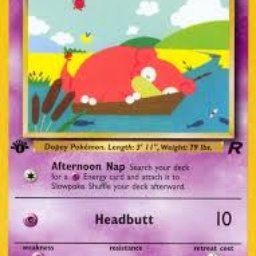 Dopey Pokémon. Length: 3' 11", Weight: 79 lbs.
Afternoon Nap Search your deck
for a Energy card and attach it to
Slowpoke. Shuffle your deck afterward.
Headbutt 10
weakness resistance retreat cost